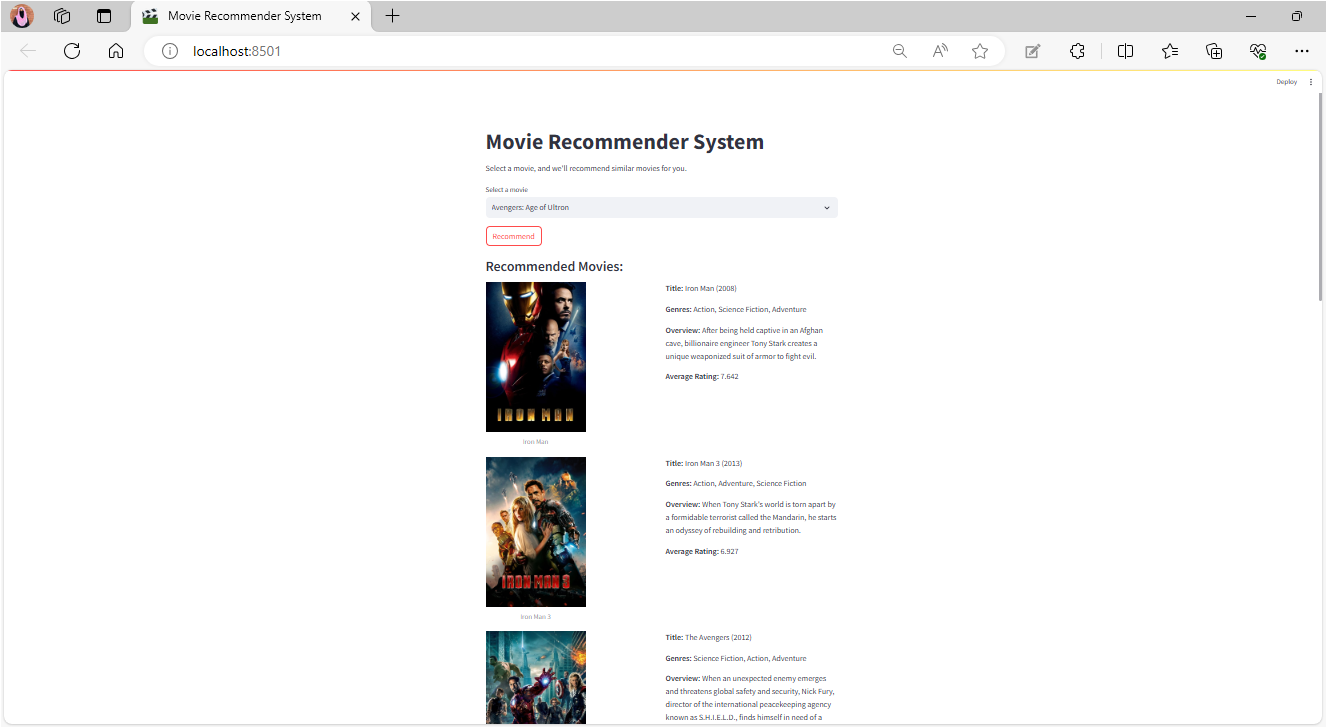 Movie Recommender System
localhost:8501
Deploy
Movie Recommender System
Select a movie, and we'll recommend similar movies for you.
Select a movie
Avengers: Age of Ultron
Recommend
Recommended Movies:
IRON MAN
Iron Man
Title: Iron Man (2008)
Genres: Action, Science Fiction, Adventure
Overview: After being held captive in an Afghan
cave, billionaire engineer Tony Stark creates a
unique weaponized suit of armor to fight evil.
Average Rating: 7.642
IRON MAN 3
Iron Man 3
Title: Iron Man 3 (2013)
Genres: Action, Adventure, Science Fiction
Overview: When Tony Stark's world is torn apart by
a formidable terrorist called the Mandarin, he starts
an odyssey of rebuilding and retribution.
Average Rating: 6.927
Title: The Avengers (2012)
Genres: Science Fiction, Action, Adventure
Overview: When an unexpected enemy emerges
and threatens global safety and security, Nick Fury,
director of the international peacekeeping agency
known as S.H.I.E.L.D., finds himself in need of a